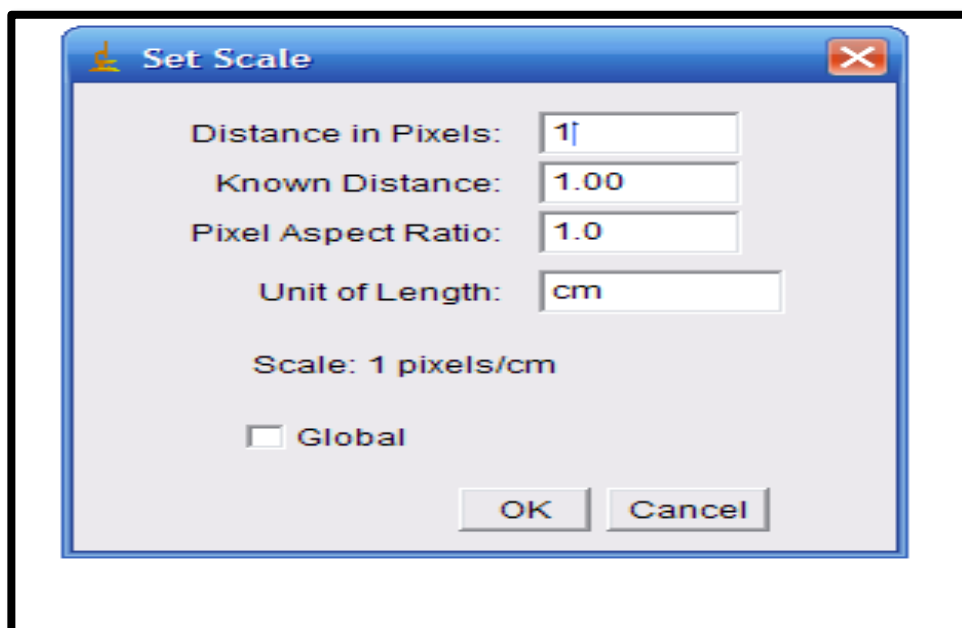 Set Scale
Distance in Pixels: 1
Known Distance: 1.00
Pixel Aspect Ratio: 1.0
Unit of Length: cm
Scale: 1 pixels/cm
Global
OK Cancel